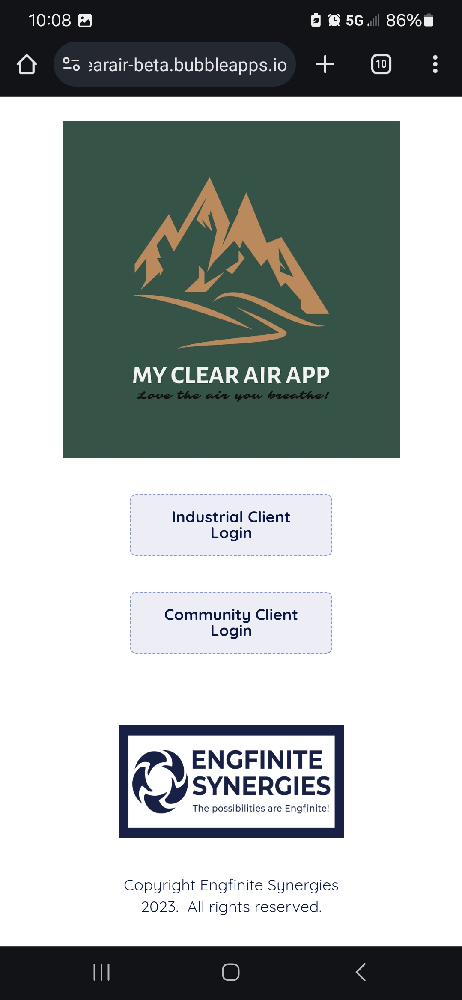 10:08
5G 86%
earair-beta.bubbleapps.io
10
MY CLEAR AIR APP
Love the air you breathe!
Industrial Client
Login
Community Client
Login
ENGFINITE
SYNERGIES
The possibilities are Engfinite!
Copyright Engfinite Synergies
2023.  All rights reserved.